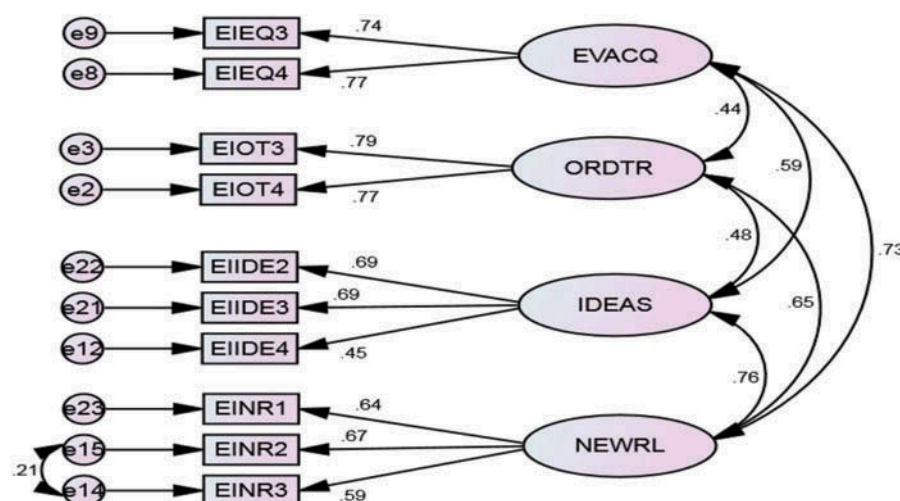 e9 EIEQ3 .74 EVACQ
e8 EIEQ4 .77
.44
e3 EIOT3 .79 ORDTR .59
e2 EIOT4 .77
.48 .73
e22 EIIDE2 .69
e21 EIIDE3 .69 IDEAS .65
e12 EIIDE4 .45
.76
e23 EINR1 .64
e15 EINR2 .67 NEWRL
.21
e14 EINR3 .59